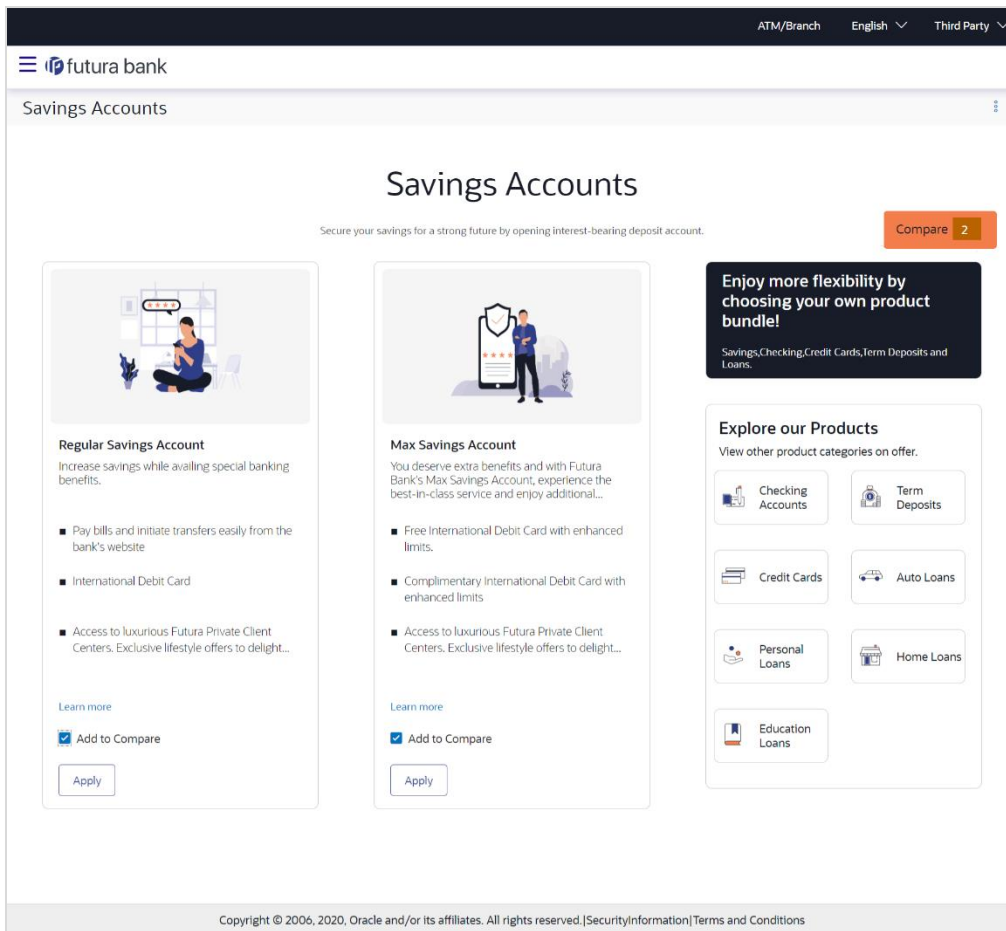 ATM/Branch English Third Party
futura bank
Savings Accounts
Savings Accounts
Secure your savings for a strong future by opening interest-bearing deposit account.
Compare 2
Regular Savings Account
Increase savings while availing special banking
benefits.
Pay bills and initiate transfers easily from the
bank's website
International Debit Card
Access to luxurious Futura Private Client
Centers. Exclusive lifestyle offers to delight...
Learn more
Add to Compare
Apply
Max Savings Account
You deserve extra benefits and with Futura
Bank's Max Savings Account, experience the
best-in-class service and enjoy additional...
Free International Debit Card with enhanced
limits.
Complimentary International Debit Card with
enhanced limits
Access to luxurious Futura Private Client
Centers. Exclusive lifestyle offers to delight...
Learn more
Add to Compare
Apply
Enjoy more flexibility by
choosing your own product
bundle!
Savings,Checking,Credit Cards,Term Deposits and
Loans.
Explore our Products
View other product categories on offer.
Checking
Accounts
Term
Deposits
Credit Cards
Auto Loans
Personal
Loans
Home Loans
Education
Loans
Copyright © 2006, 2020, Oracle and/or its affiliates. All rights reserved.|SecurityInformation|Terms and Conditions